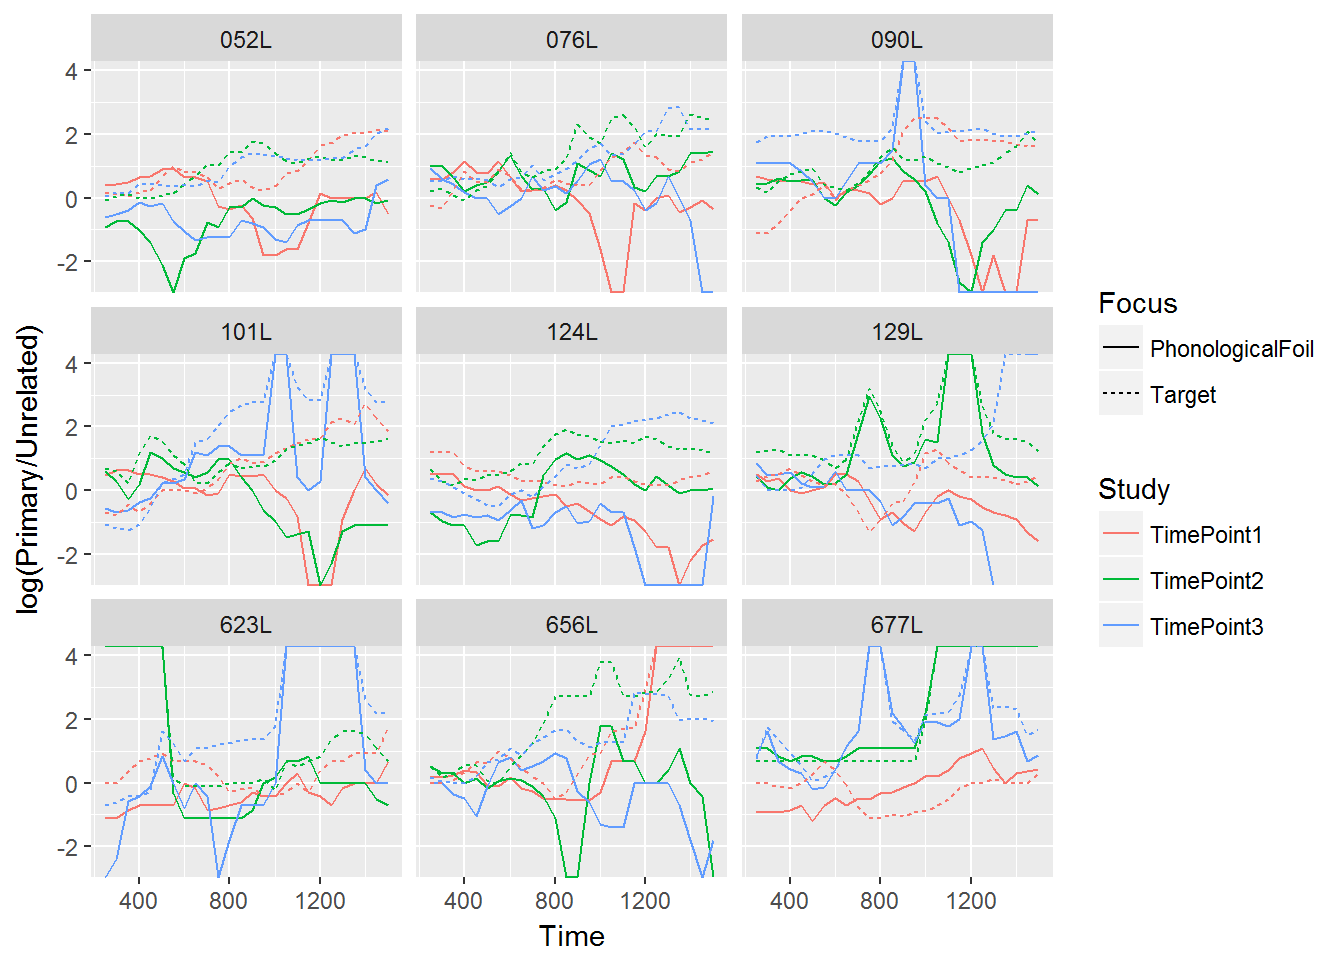 052L 076L 090L
4
2
0
-2
101L 124L 129L
4
2
0
-2
623L 656L 677L
4
2
0
-2
400 800 1200 400 800 1200 400 800 1200
Time
log(Primary/Unrelated)
Focus
PhonologicalFoil
Target
Study
TimePoint1
TimePoint2
TimePoint3